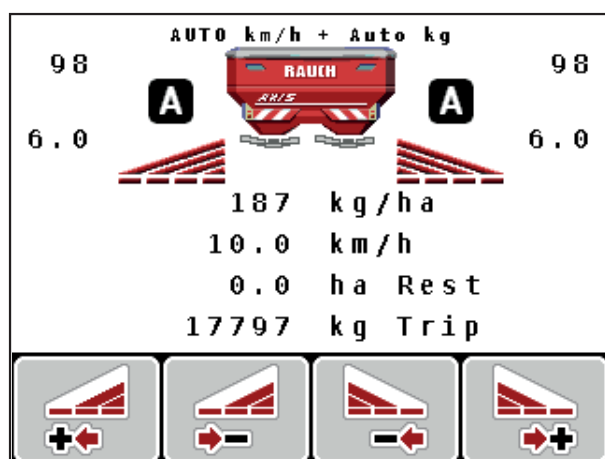 AUTO km/h + Auto kg
98
98
RAUCH
AXIS
A
A
6.0
6.0
187 kg/ha
10.0 km/h
0.0 ha Rest
17797 kg Trip